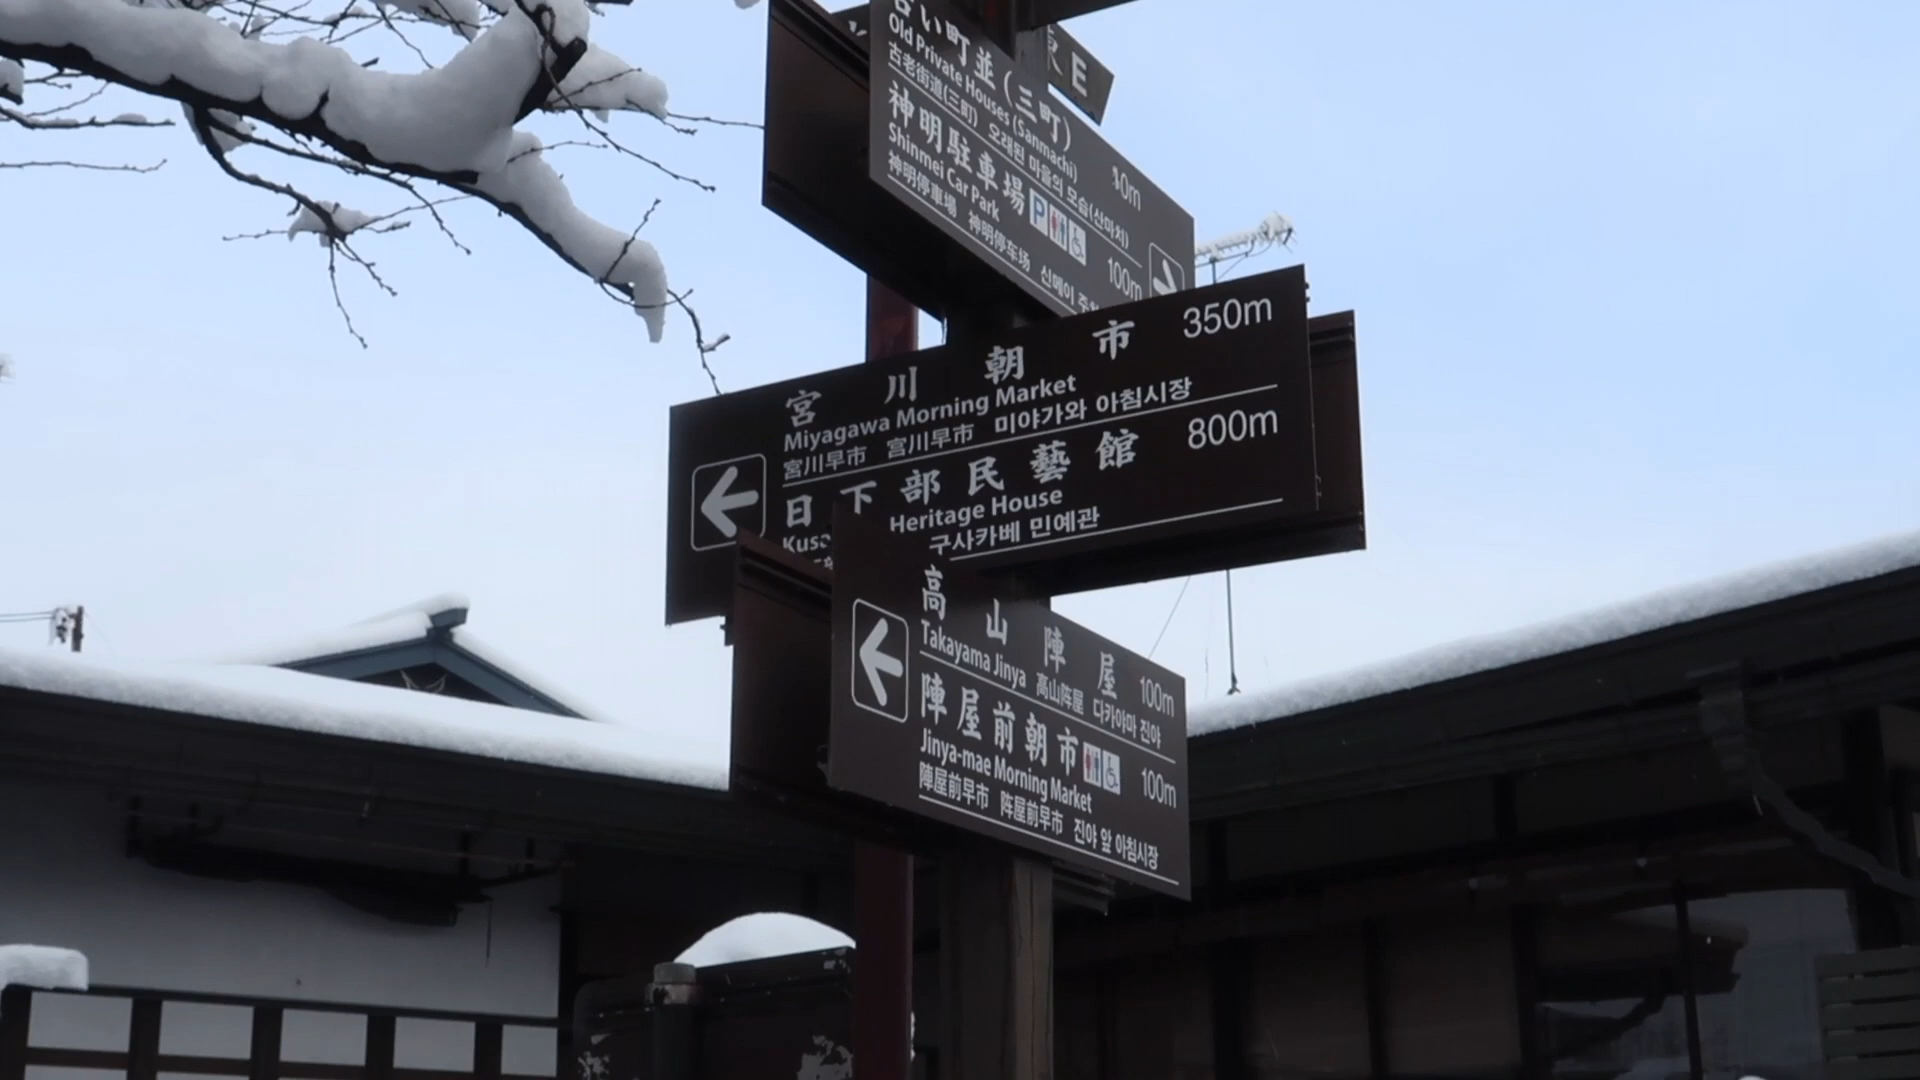 E
い町並(三町)
Old Private Houses (Sanmachi)
古老街道(三町) 오래된 마을의 모습(산마치)
神明駐車場 P 100m
Shinmei Car Park
神明停車場 神明停车场 신메이
宮川朝市 350m
Miyagawa Morning Market
宮川早市 宫川早市 미야가와 아침시장
日下部民藝館 800m
Heritage House
구사카베 민예관
高山陣屋 100m
Takayama Jinya 高山阵屋 다카야마 진야
陣屋前朝市 100m
Jinya-mae Morning Market
陣屋前早市 阵屋前早市 진야 앞 아침시장